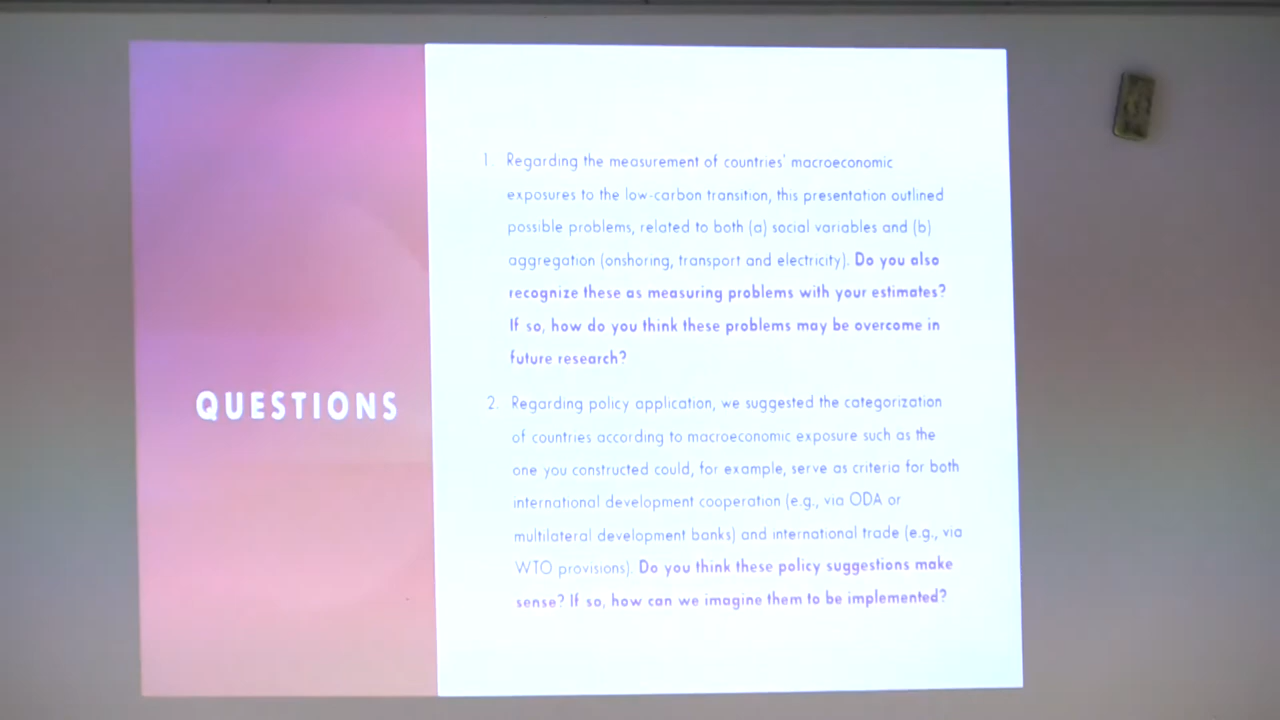 QUESTIONS
1. Regarding the measurement of countries' macroeconomic
exposures to the low-carbon transition, this presentation outlined
possible problems, related to both (a) social variables and (b)
aggregation (onshoring, transport and electricity). Do you also
recognize these as measuring problems with your estimates?
If so, how do you think these problems may be overcome in
future research?
2. Regarding policy application, we suggested the categorization
of countries according to macroeconomic exposure such as the
one you constructed could, for example, serve as criteria for both
international development cooperation (e.g., via ODA or
multilateral development banks) and international trade (e.g., via
WTO provisions). Do you think these policy suggestions make
sense? If so, how can we imagine them to be implemented?